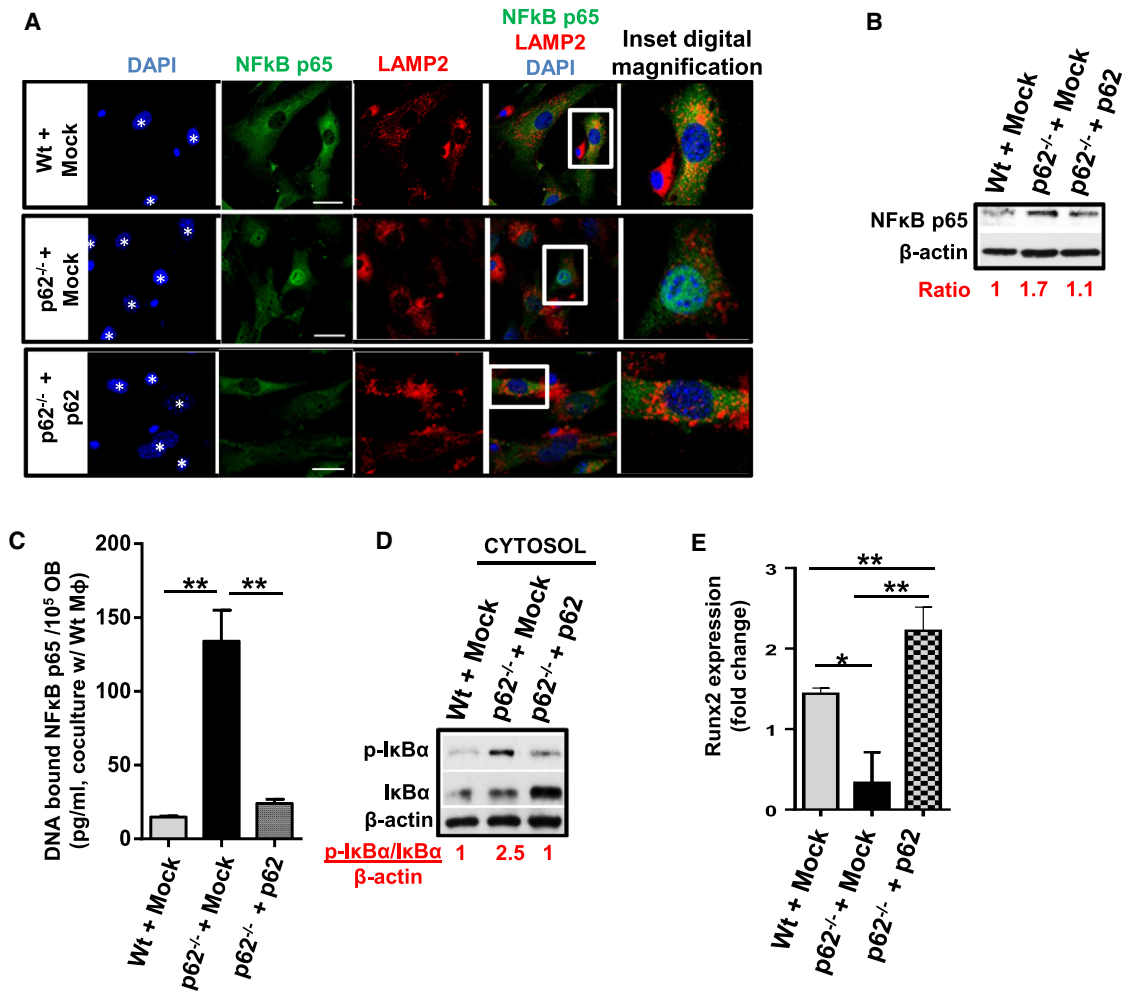 A
DAPI
NFkB p65
LAMP2
NFkB p65
LAMP2
DAPI
Inset digital
magnification
Wt +
Mock
* * *
p62-/- +
Mock
* * * * * *
p62-/- +
p62
* * * * *
B
Wt + Mock
p62-/- + Mock
p62-/- + p62
NFκB p65
β-actin
Ratio 1 1.7 1.1
C
DNA bound NFκB p65 /10⁵ OB
(pg/ml, coculture w/ Wt Mϕ)
200
150
100
50
0
** **
Wt + Mock
p62-/- + Mock
p62-/- + p62
D
CYTOSOL
Wt + Mock
p62-/- + Mock
p62-/- + p62
p-IκBα
IκBα
β-actin
p-IκBα/IκBα 1 2.5 1
β-actin
E
Runx2 expression
(fold change)
3
2
1
0
**
**
*
Wt + Mock
p62-/- + Mock
p62-/- + p62